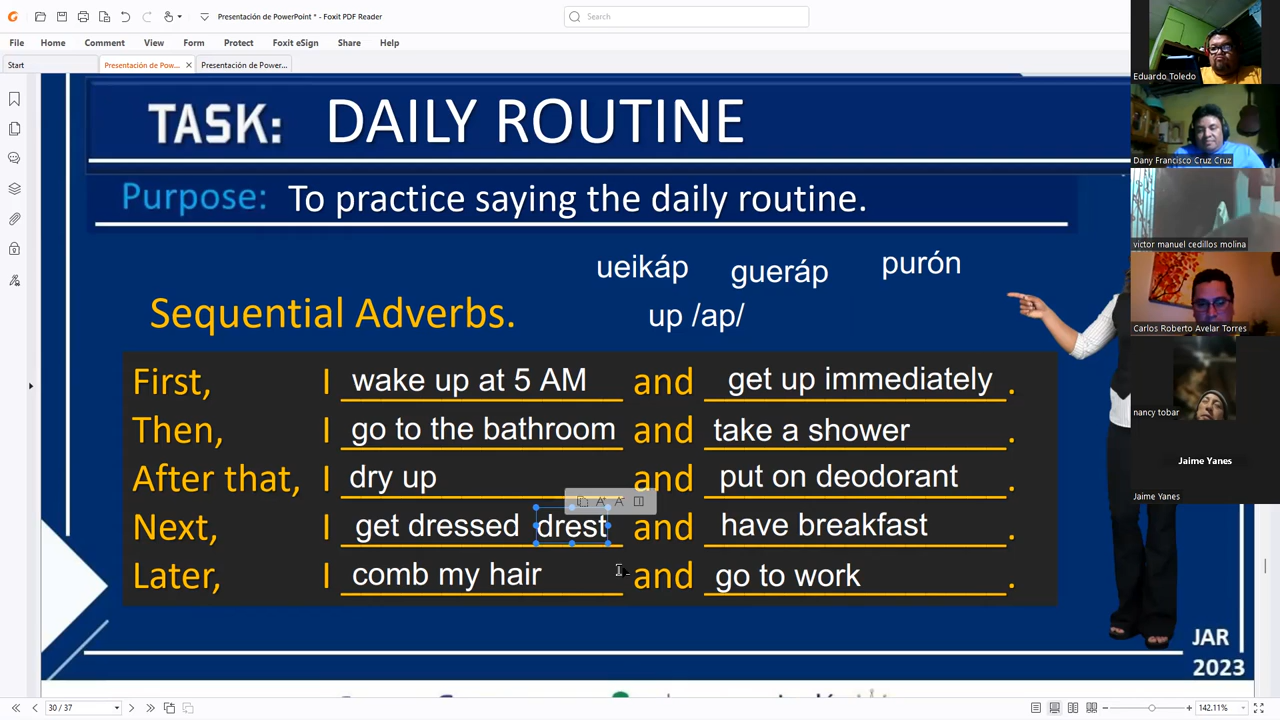 Presentación de PowerPoint * - Foxit PDF Reader
Search
File Home Comment View Form Protect Foxit eSign Share Help
Start Presentación de Pow... Presentación de Power...
TASK: DAILY ROUTINE
Purpose: To practice saying the daily routine.
ueikáp gueráp purón
up /ap/
Sequential Adverbs.
First, I wake up at 5 AM and get up immediately.
Then, I go to the bathroom and take a shower.
After that, I dry up and put on deodorant.
Next, I get dressed drest and have breakfast.
Later, I comb my hair and go to work.
JAR
2023
Eduardo Toledo
Dany Francisco Cruz Cruz
victor manuel cedillos molina
Carlos Roberto Avelar Torres
nancy tobar
Jaime Yanes
Jaime Yanes
30 / 37
142.11%